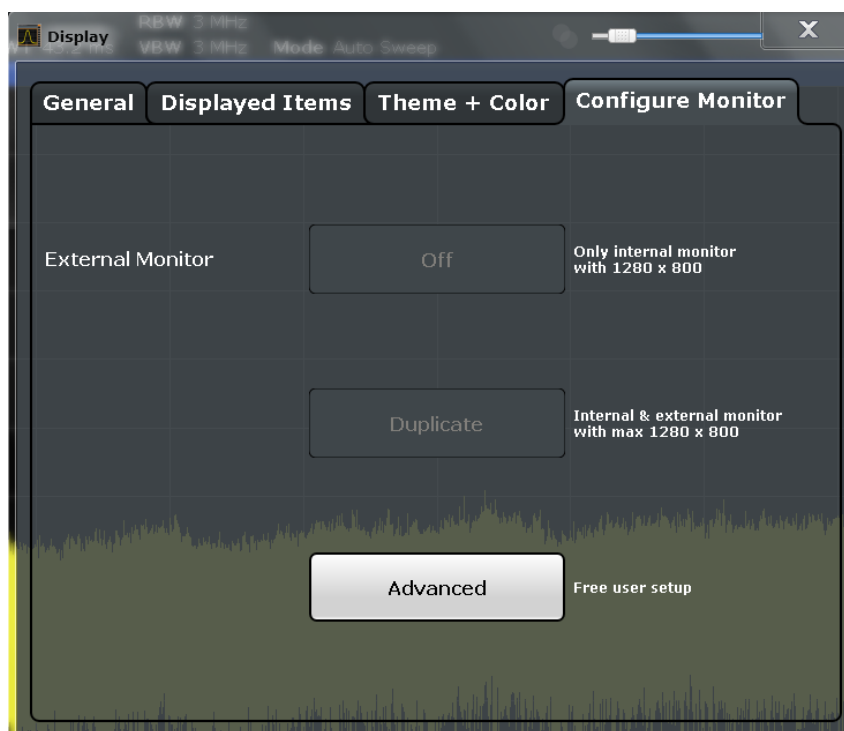 RBW 3 MHz
Display
VBW 3 MHz Mode Auto Sweep
X
General Displayed Items Theme + Color Configure Monitor
External Monitor
Off
Only internal monitor
with 1280 x 800
Duplicate
Internal & external monitor
with max 1280 x 800
Advanced
Free user setup